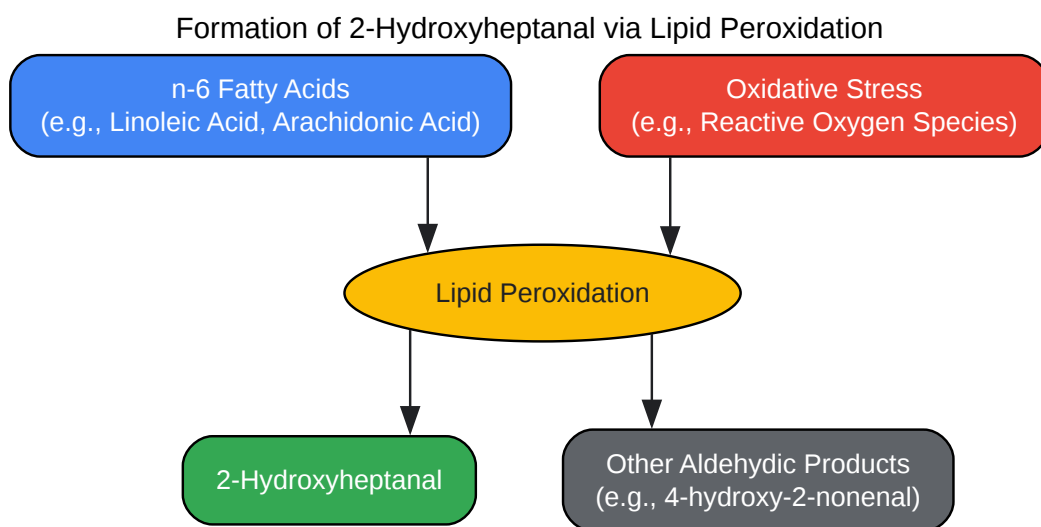 Formation of 2-Hydroxyheptanal via Lipid Peroxidation
n-6 Fatty Acids
(e.g., Linoleic Acid, Arachidonic Acid)
Oxidative Stress
(e.g., Reactive Oxygen Species)
Lipid Peroxidation
2-Hydroxyheptanal
Other Aldehydic Products
(e.g., 4-hydroxy-2-nonenal)